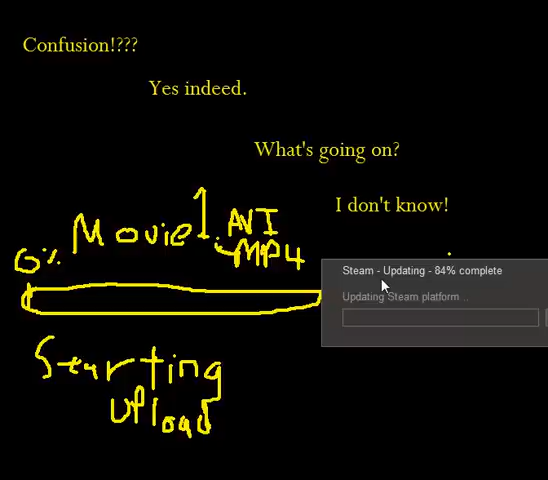 Confusion!???
Yes indeed.
What's going on?
I don't know!
Movie1.AVI
MP4
0%
Steam - Updating - 84% complete
Updating Steam platform ..
Starting
upload